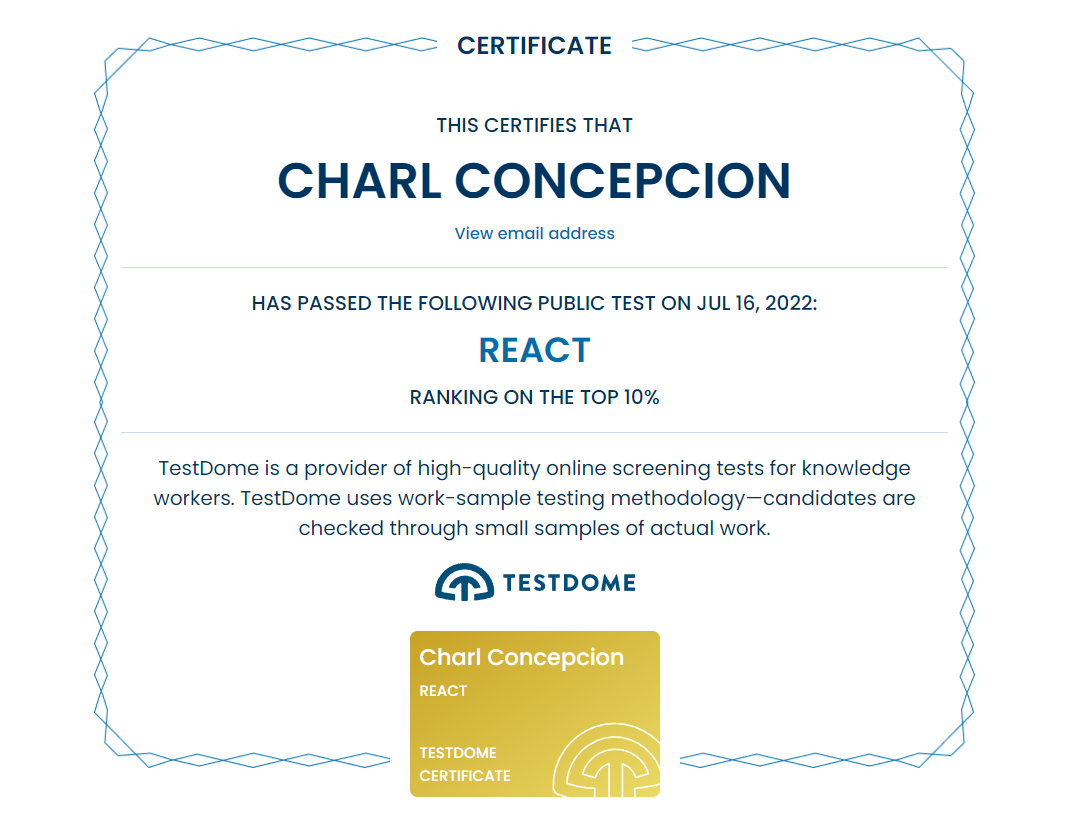 CERTIFICATE
THIS CERTIFIES THAT
CHARL CONCEPCION
View email address
HAS PASSED THE FOLLOWING PUBLIC TEST ON JUL 16, 2022:
REACT
RANKING ON THE TOP 10%
TestDome is a provider of high-quality online screening tests for knowledge
workers. TestDome uses work-sample testing methodology—candidates are
checked through small samples of actual work.
TESTDOME
Charl Concepcion
REACT
TESTDOME
CERTIFICATE